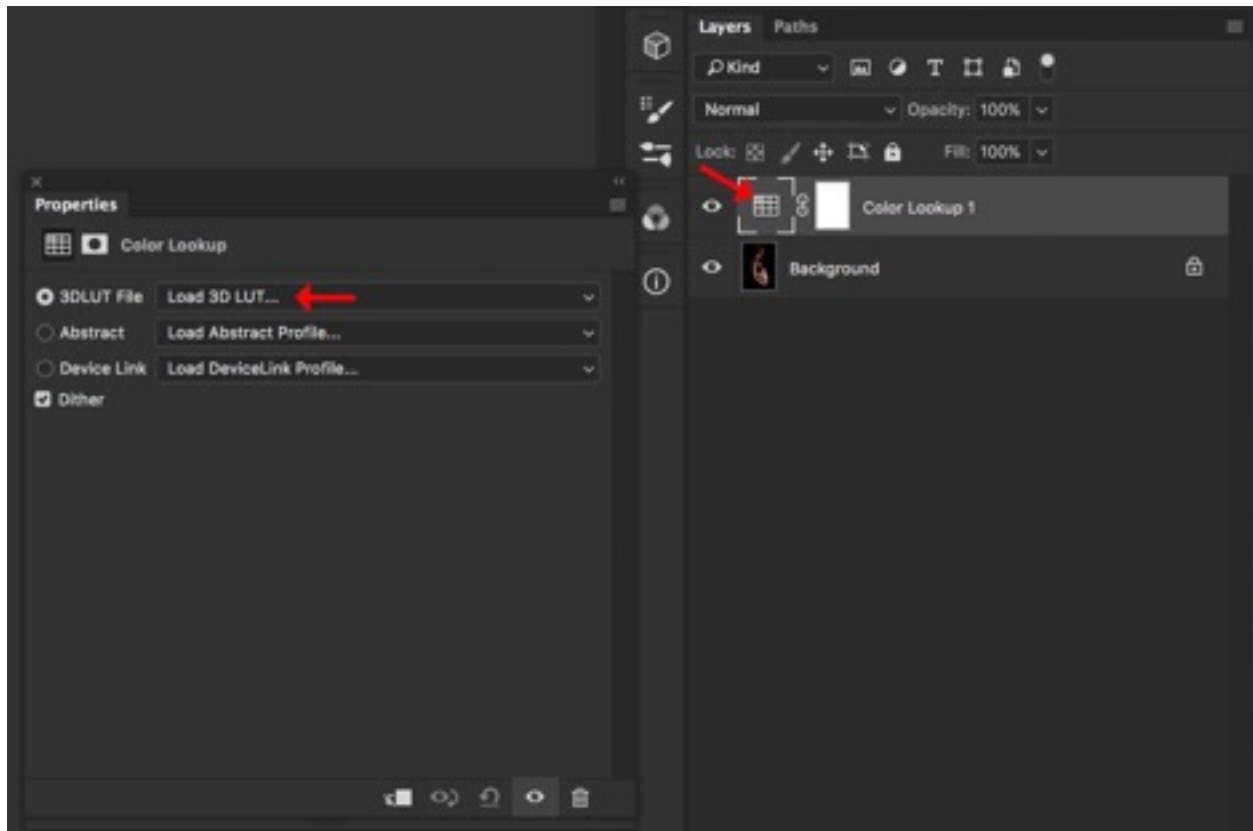 Layers Paths
Kind
T
Normal Opacity: 100%
Lock: Fill: 100%
Color Lookup 1
Background
Properties
Color Lookup
3DLUT File Load 3D LUT...
Abstract Load Abstract Profile...
Device Link Load DeviceLink Profile...
Dither